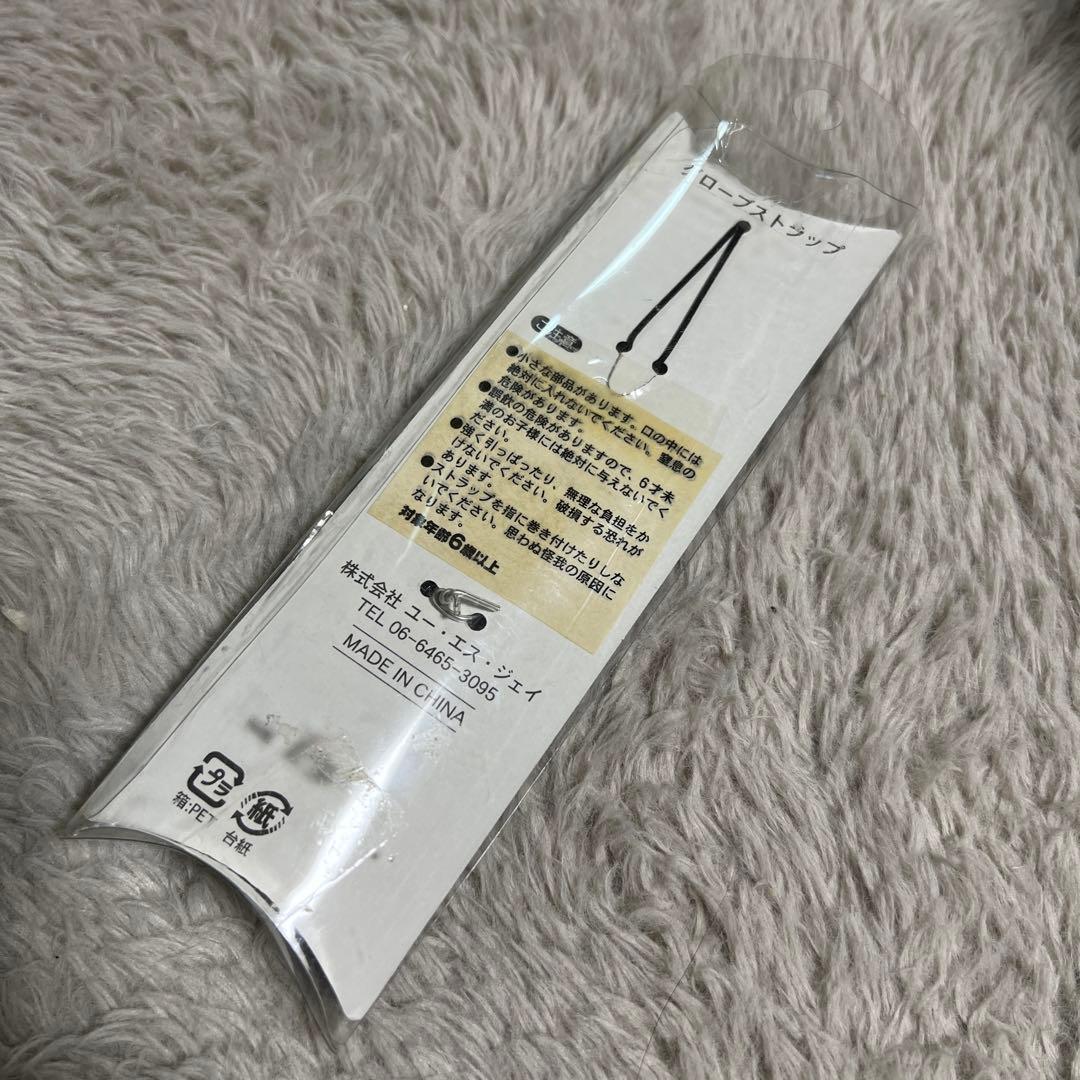 グローブストラップ
ご注意
●小さな部品があります。口の中には
絶対に入れないでください。窒息の
危険があります。
●誤飲の危険がありますので、6才未
満のお子様には絶対に与えないでく
ださい。
●強く引っぱったり、無理な負担をか
けないでください。破損する恐れが
あります。
●ストラップを指に巻き付けたりしな
いでください。思わぬ怪我の原因に
なります。
対象年齢6歳以上
株式会社 ユー・エス・ジェイ
TEL 06-6465-3095
MADE IN CHINA
プラ
紙
箱:PET
台紙